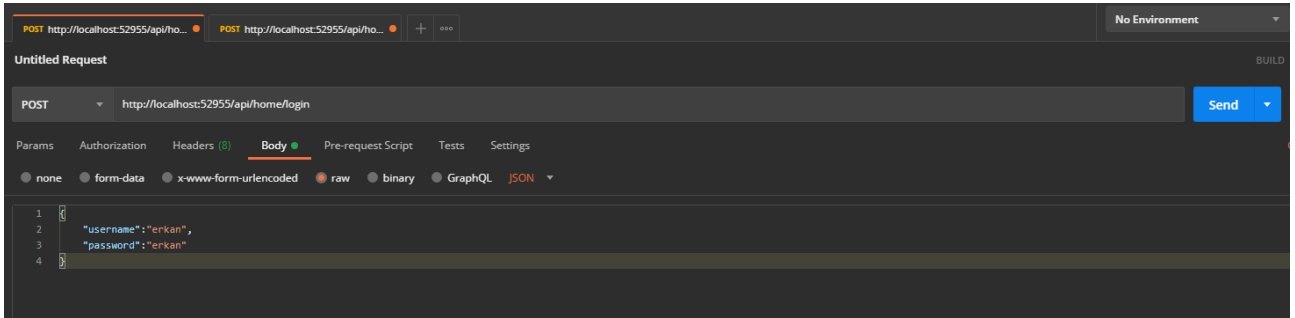 POST http://localhost:52955/api/ho... POST http://localhost:52955/api/ho... + ooo No Environment
Untitled Request BUILD
POST http://localhost:52955/api/home/login Send
Params Authorization Headers (8) Body Pre-request Script Tests Settings
none form-data x-www-form-urlencoded raw binary GraphQL JSON
1 {
2 "username":"erkan",
3 "password":"erkan"
4 }